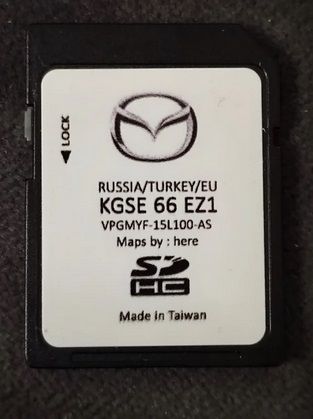 LOCK
RUSSIA/TURKEY/EU
KGSE 66 EZ1
VPGMYF-15L100-AS
Maps by : here
SD
HC
Made In Taiwan